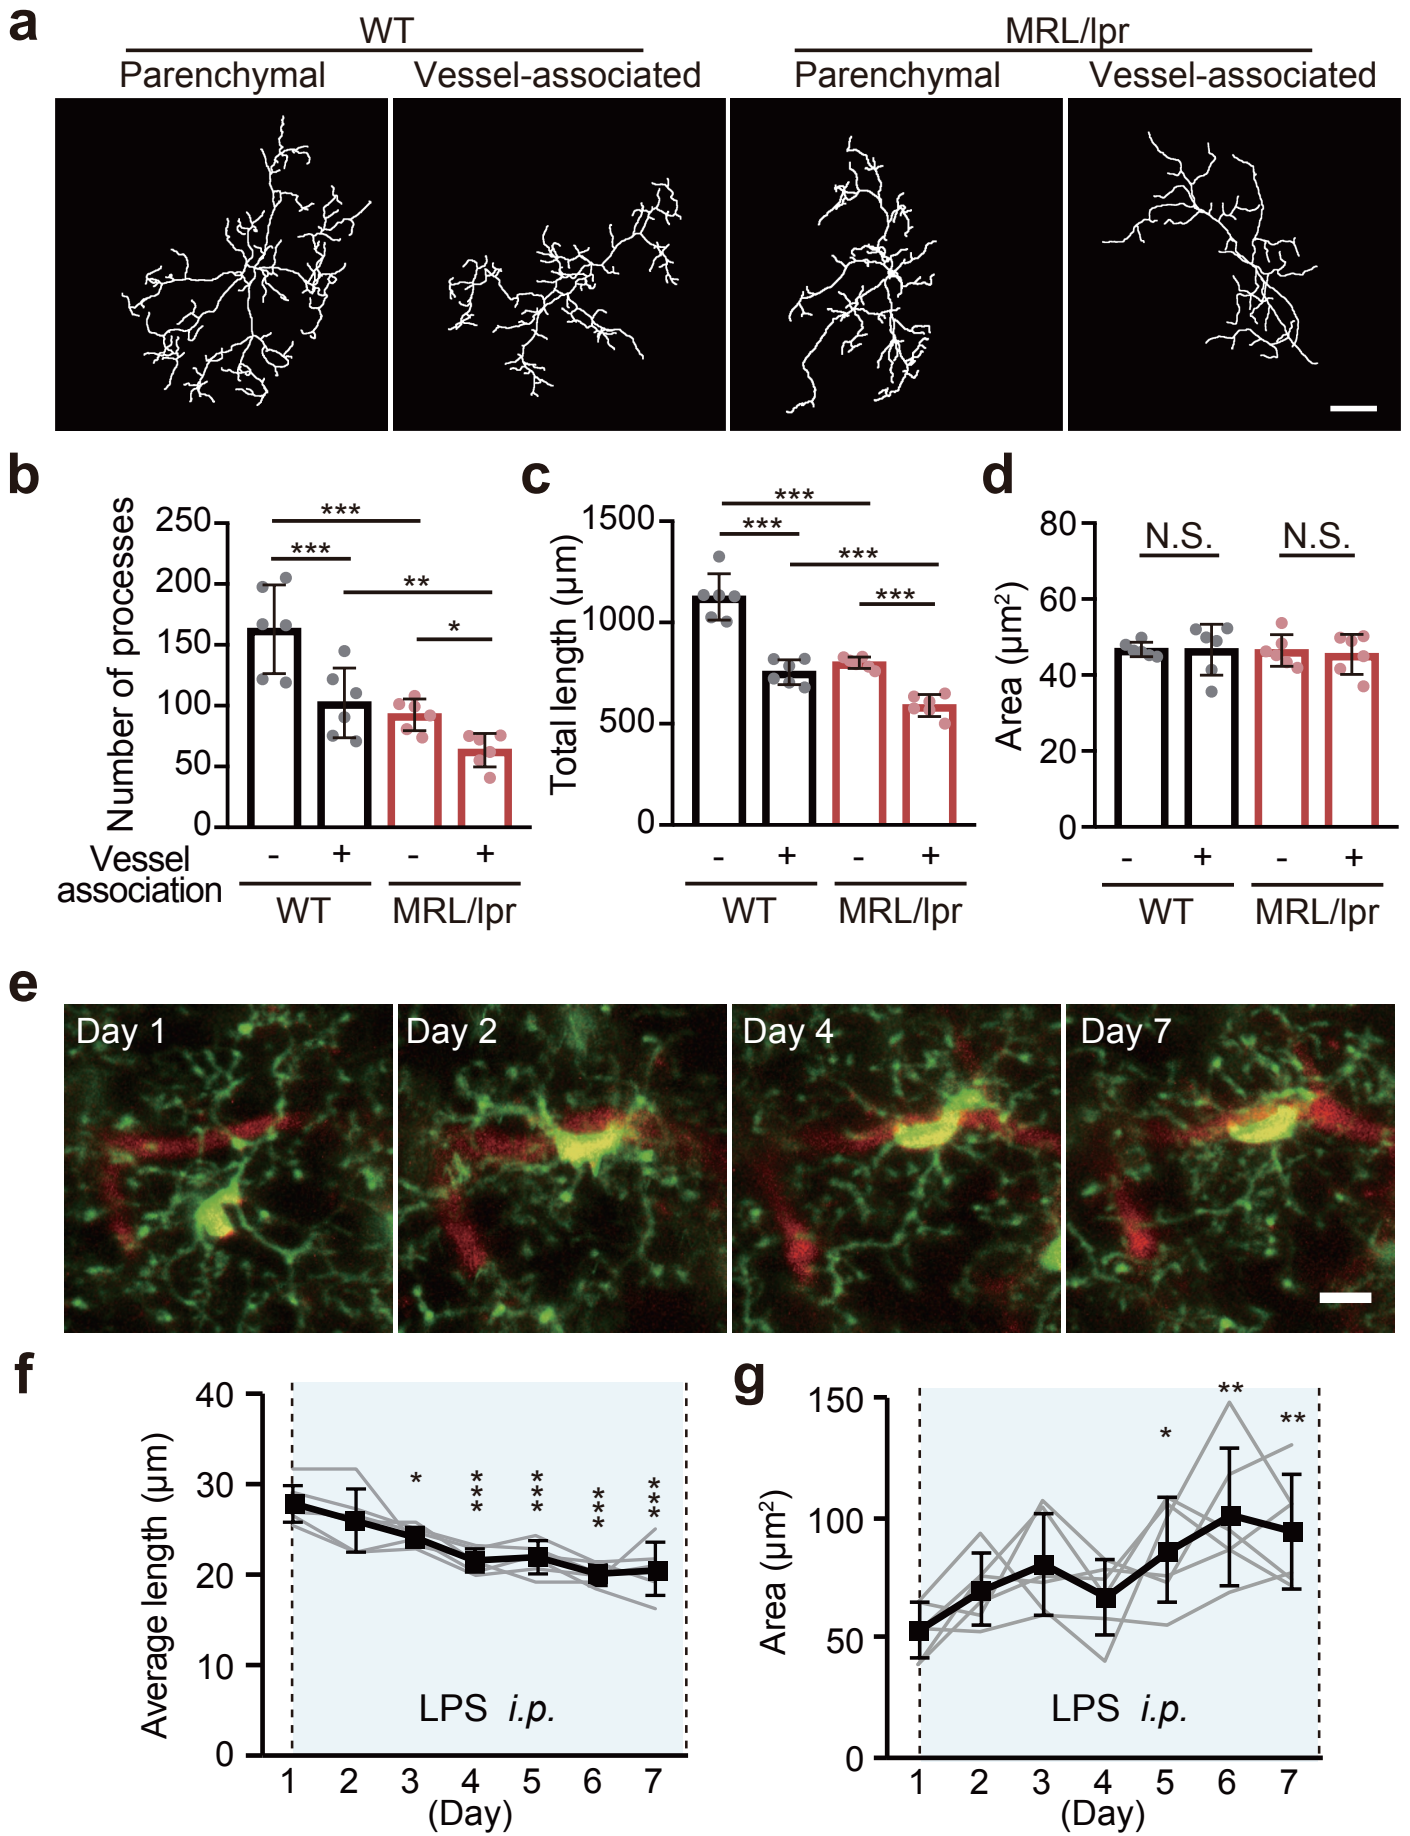 a
WT MRL/lpr
Parenchymal Vessel-associated Parenchymal Vessel-associated
b
Number of processes
250
200
150
100
50
0
***
***
**
*
Vessel association
- + - +
WT MRL/lpr
c
Total length (µm)
1500
1000
500
0
***
***
***
***
- + - +
WT MRL/lpr
d
Area (µm²)
80
60
40
20
0
N.S. N.S.
- + - +
WT MRL/lpr
e
Day 1 Day 2 Day 4 Day 7
f
Average length (µm)
40
30
20
10
0
* *** *** *** ***
LPS i.p.
1 2 3 4 5 6 7
(Day)
g
Area (µm²)
150
100
50
0
* ** **
LPS i.p.
1 2 3 4 5 6 7
(Day)